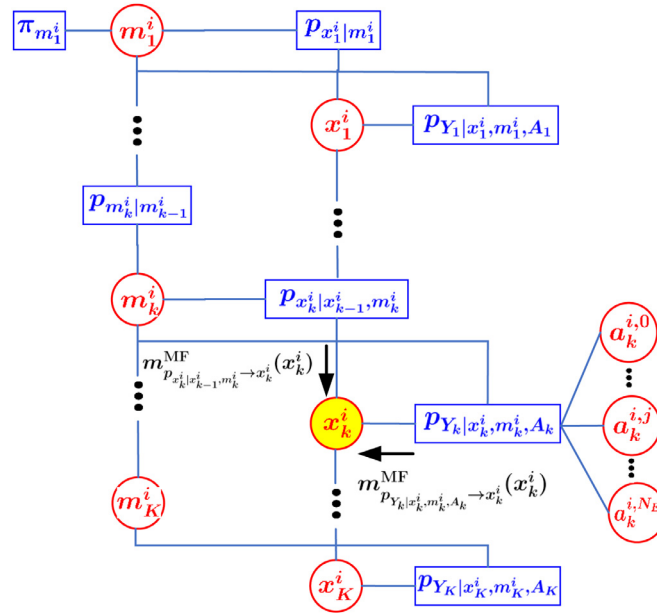 π_{m_1^i} m_1^i p_{x_1^i|m_1^i}
x_1^i p_{Y_1|x_1^i,m_1^i,A_1}
p_{m_k^i|m_{k-1}^i}
m_k^i p_{x_k^i|x_{k-1}^i,m_k^i}
a_k^{i,0}
m^{MF}_{p_{x_k^i|x_{k-1}^i,m_k^i}→x_k^i}(x_k^i)
x_k^i p_{Y_k|x_k^i,m_k^i,A_k} a_k^{i,j}
m^{MF}_{p_{Y_k|x_k^i,m_k^i,A_k}→x_k^i}(x_k^i)
m_K^i
x_K^i p_{Y_K|x_K^i,m_K^i,A_K}